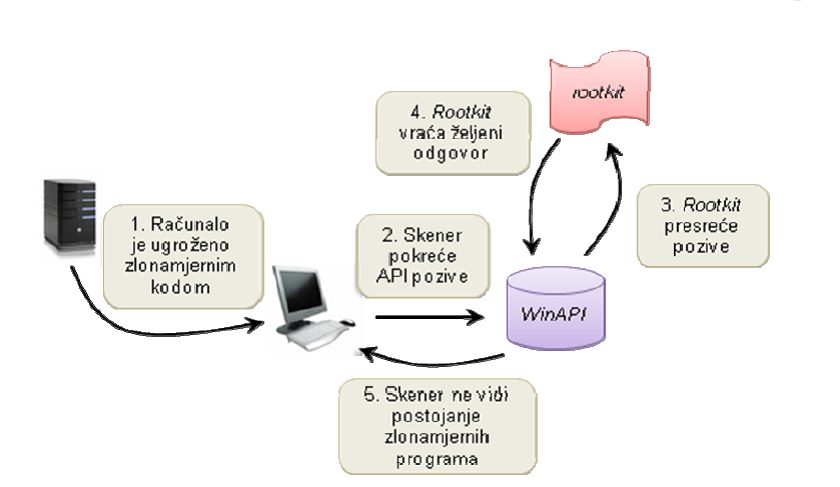 1. Računalo
je ugroženo
zlonamjernim
kodom
2. Skener
pokreće
API pozive
3. Rootkit
presreće
pozive
4. Rootkit
vraća željeni
odgovor
5. Skener ne vidi
postojanje
zlonamjernih
programa
rootkit
WinAPI